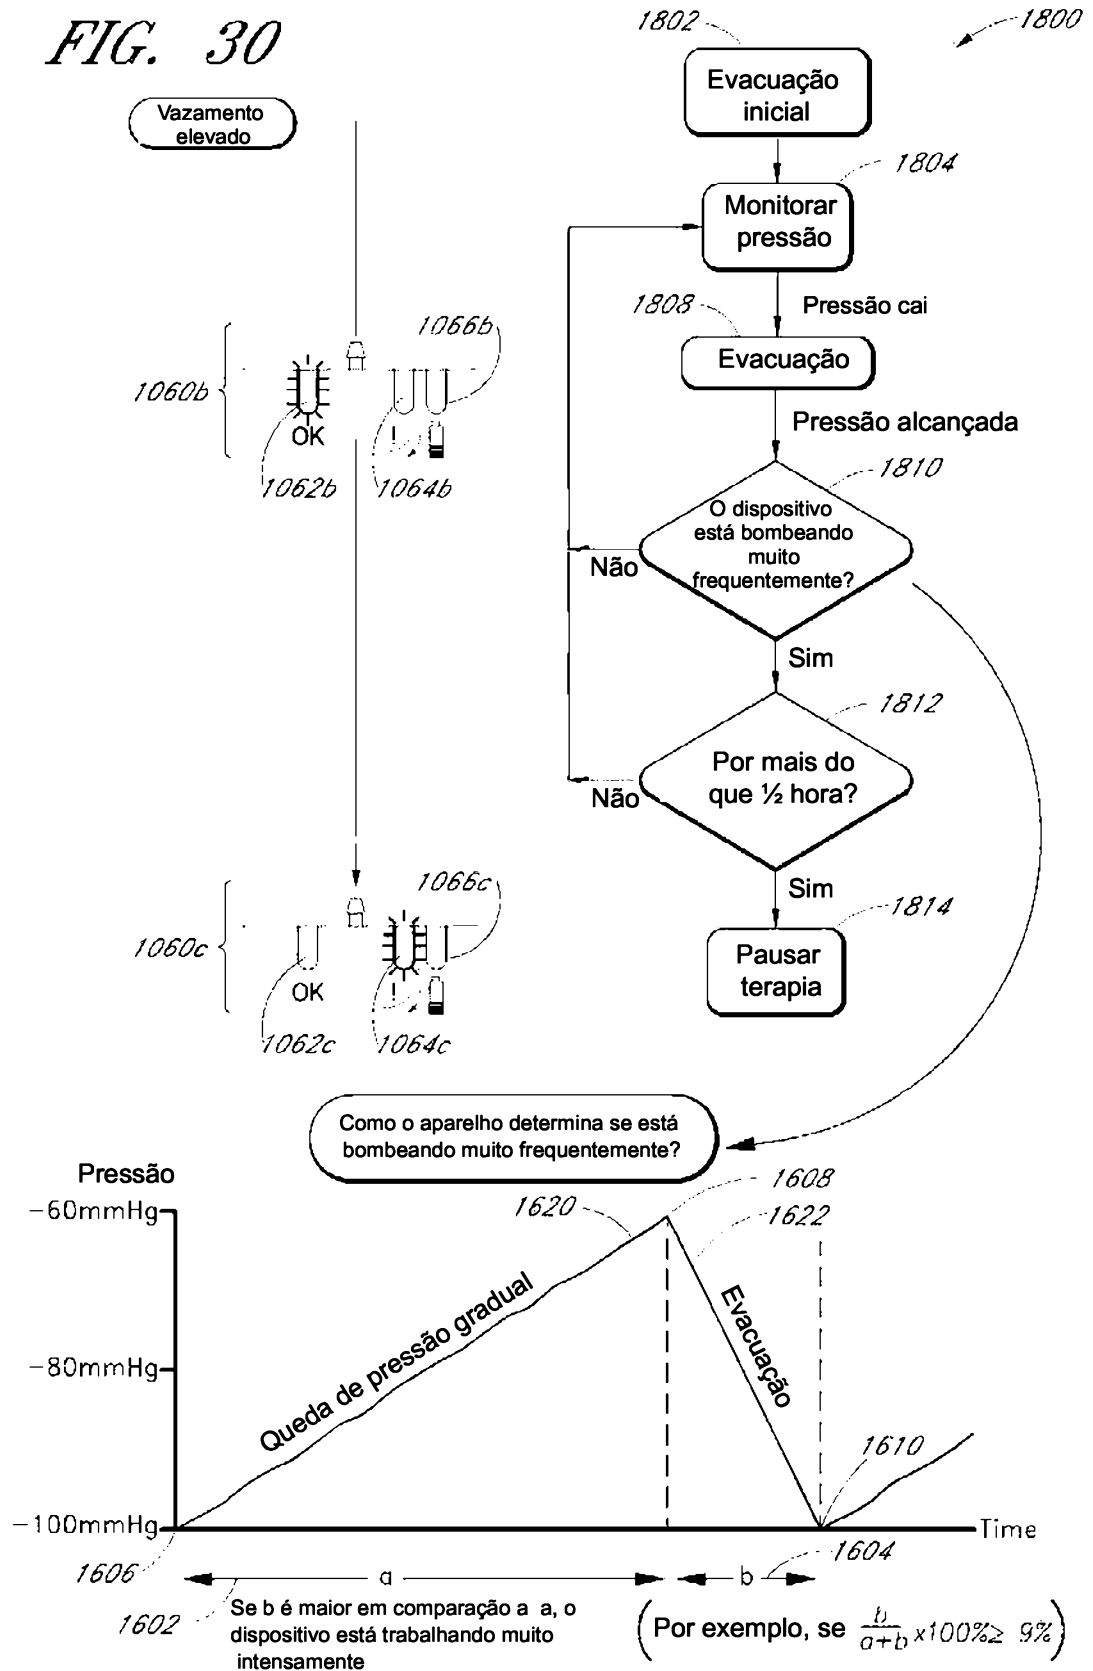 FIG. 30
1802
1800
Evacuação
inicial
Vazamento
elevado
1804
Monitorar
pressão
1808
Pressão cai
1066b
Evacuação
1060b
Pressão alcançada
OK
!
1062b
1064b
1810
O dispositivo
está bombeando
muito
frequentemente?
Não
Sim
1812
Por mais do
que ½ hora?
Não
Sim
1066c
1814
1060c
Pausar
terapia
OK
!
1062c
1064c
Como o aparelho determina se está
bombeando muito frequentemente?
Pressão
1608
-60mmHg
1620
1622
Queda de pressão gradual
Evacuação
-80mmHg
1610
-100mmHg
Time
1606
1604
a
b
1602
Se b é maior em comparação a a, o
dispositivo está trabalhando muito
intensamente
(Por exemplo, se b/a+b x100%≥ 9%)